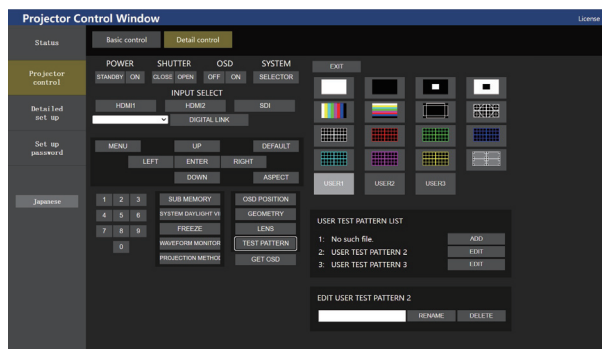 Projector Control Window
License
Status
Projector control
Detailed set up
Set up password
Japanese
Basic control
Detail control
POWER SHUTTER OSD SYSTEM
STANDBY ON CLOSE OPEN OFF ON SELECTOR
INPUT SELECT
HDMI1 HDMI2 SDI
DIGITAL LINK
MENU UP DEFAULT
LEFT ENTER RIGHT
DOWN ASPECT
1 2 3
4 5 6
7 8 9
0
SUB MEMORY
SYSTEM DAYLIGHT VI
FREEZE
WAVEFORM MONITOR
PROJECTION METHOD
OSD POSITION
GEOMETRY
LENS
TEST PATTERN
GET OSD
EXIT
USER1 USER2 USER3
USER TEST PATTERN LIST
1: No such file. ADD
2: USER TEST PATTERN 2 EDIT
3: USER TEST PATTERN 3 EDIT
EDIT USER TEST PATTERN 2
RENAME DELETE